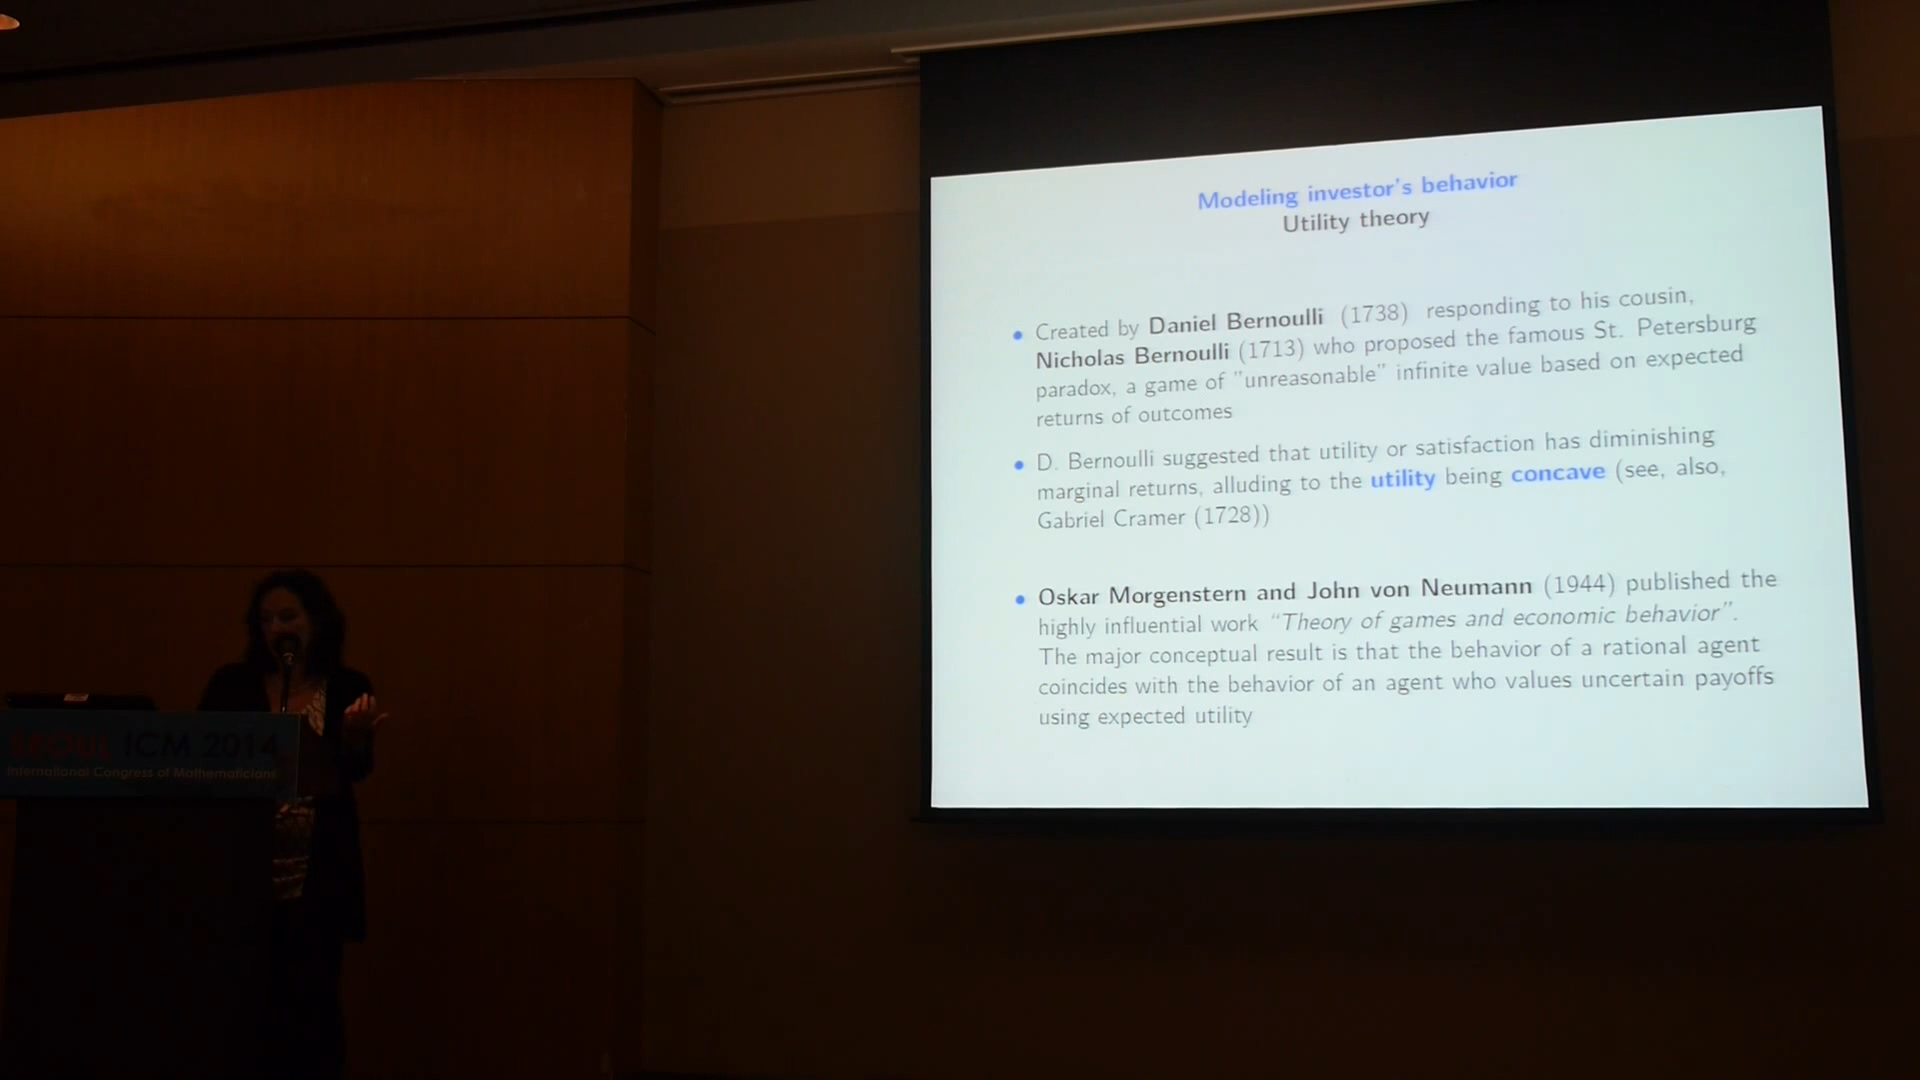 Modeling investor's behavior
Utility theory
• Created by Daniel Bernoulli (1738) responding to his cousin,
Nicholas Bernoulli (1713) who proposed the famous St. Petersburg
paradox, a game of "unreasonable" infinite value based on expected
returns of outcomes
• D. Bernoulli suggested that utility or satisfaction has diminishing
marginal returns, alluding to the utility being concave (see, also,
Gabriel Cramer (1728))
• Oskar Morgenstern and John von Neumann (1944) published the
highly influential work "Theory of games and economic behavior".
The major conceptual result is that the behavior of a rational agent
coincides with the behavior of an agent who values uncertain payoffs
using expected utility
SEOUL ICM 2014
International Congress of Mathematicians